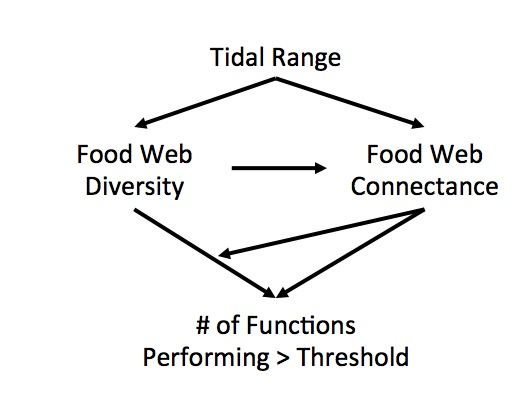 Tidal Range
Food Web
Diversity
Food Web
Connectance
# of Functions
Performing > Threshold